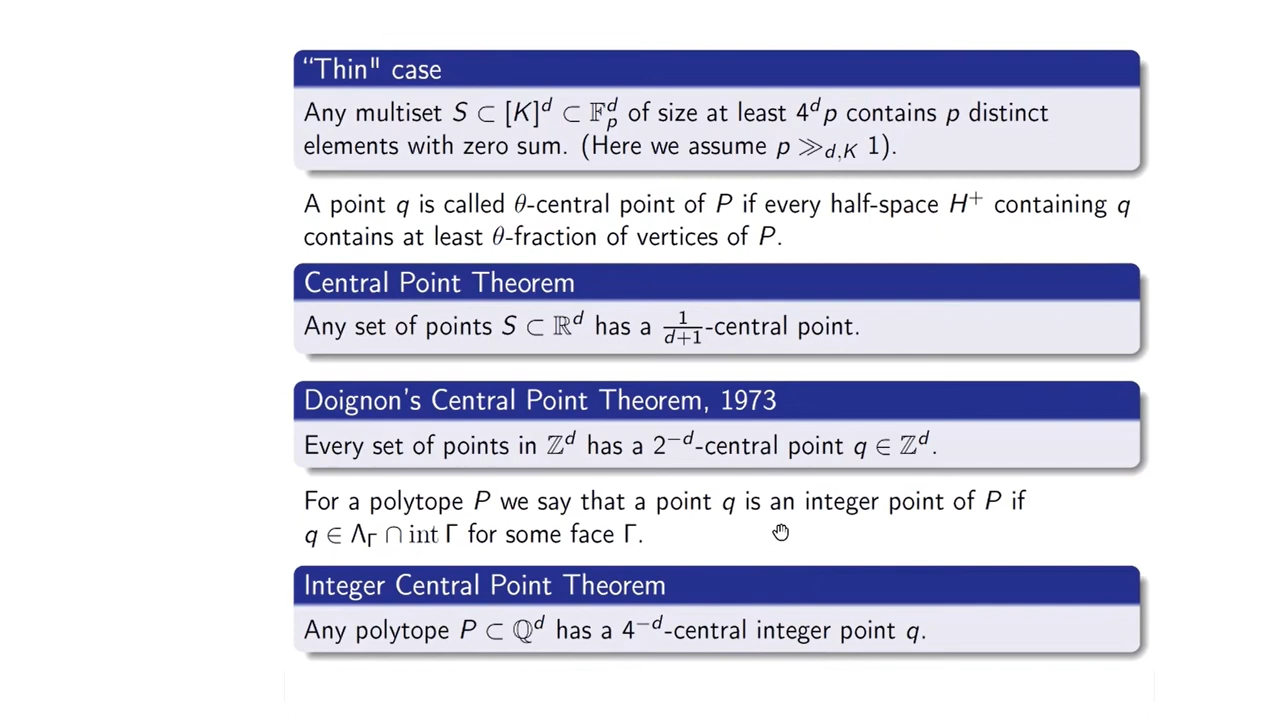 “Thin" case
Any multiset S ⊂ [K]^d ⊂ 𝔽_p^d of size at least 4^d p contains p distinct
elements with zero sum. (Here we assume p ≫_{d,K} 1).
A point q is called θ-central point of P if every half-space H^+ containing q
contains at least θ-fraction of vertices of P.
Central Point Theorem
Any set of points S ⊂ ℝ^d has a 1/(d+1)-central point.
Doignon's Central Point Theorem, 1973
Every set of points in ℤ^d has a 2^{-d}-central point q ∈ ℤ^d.
For a polytope P we say that a point q is an integer point of P if
q ∈ Λ_Γ ∩ int Γ for some face Γ.
Integer Central Point Theorem
Any polytope P ⊂ ℚ^d has a 4^{-d}-central integer point q.